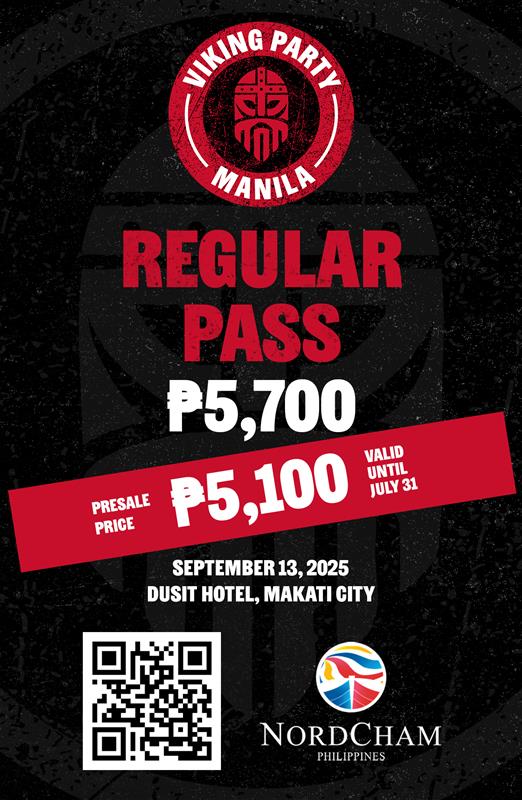 VIKING PARTY
MANILA
REGULAR
PASS
₱5,700
PRESALE
PRICE
₱5,100
VALID
UNTIL
JULY 31
SEPTEMBER 13, 2025
DUSIT HOTEL, MAKATI CITY
NORDCHAM
PHILIPPINES